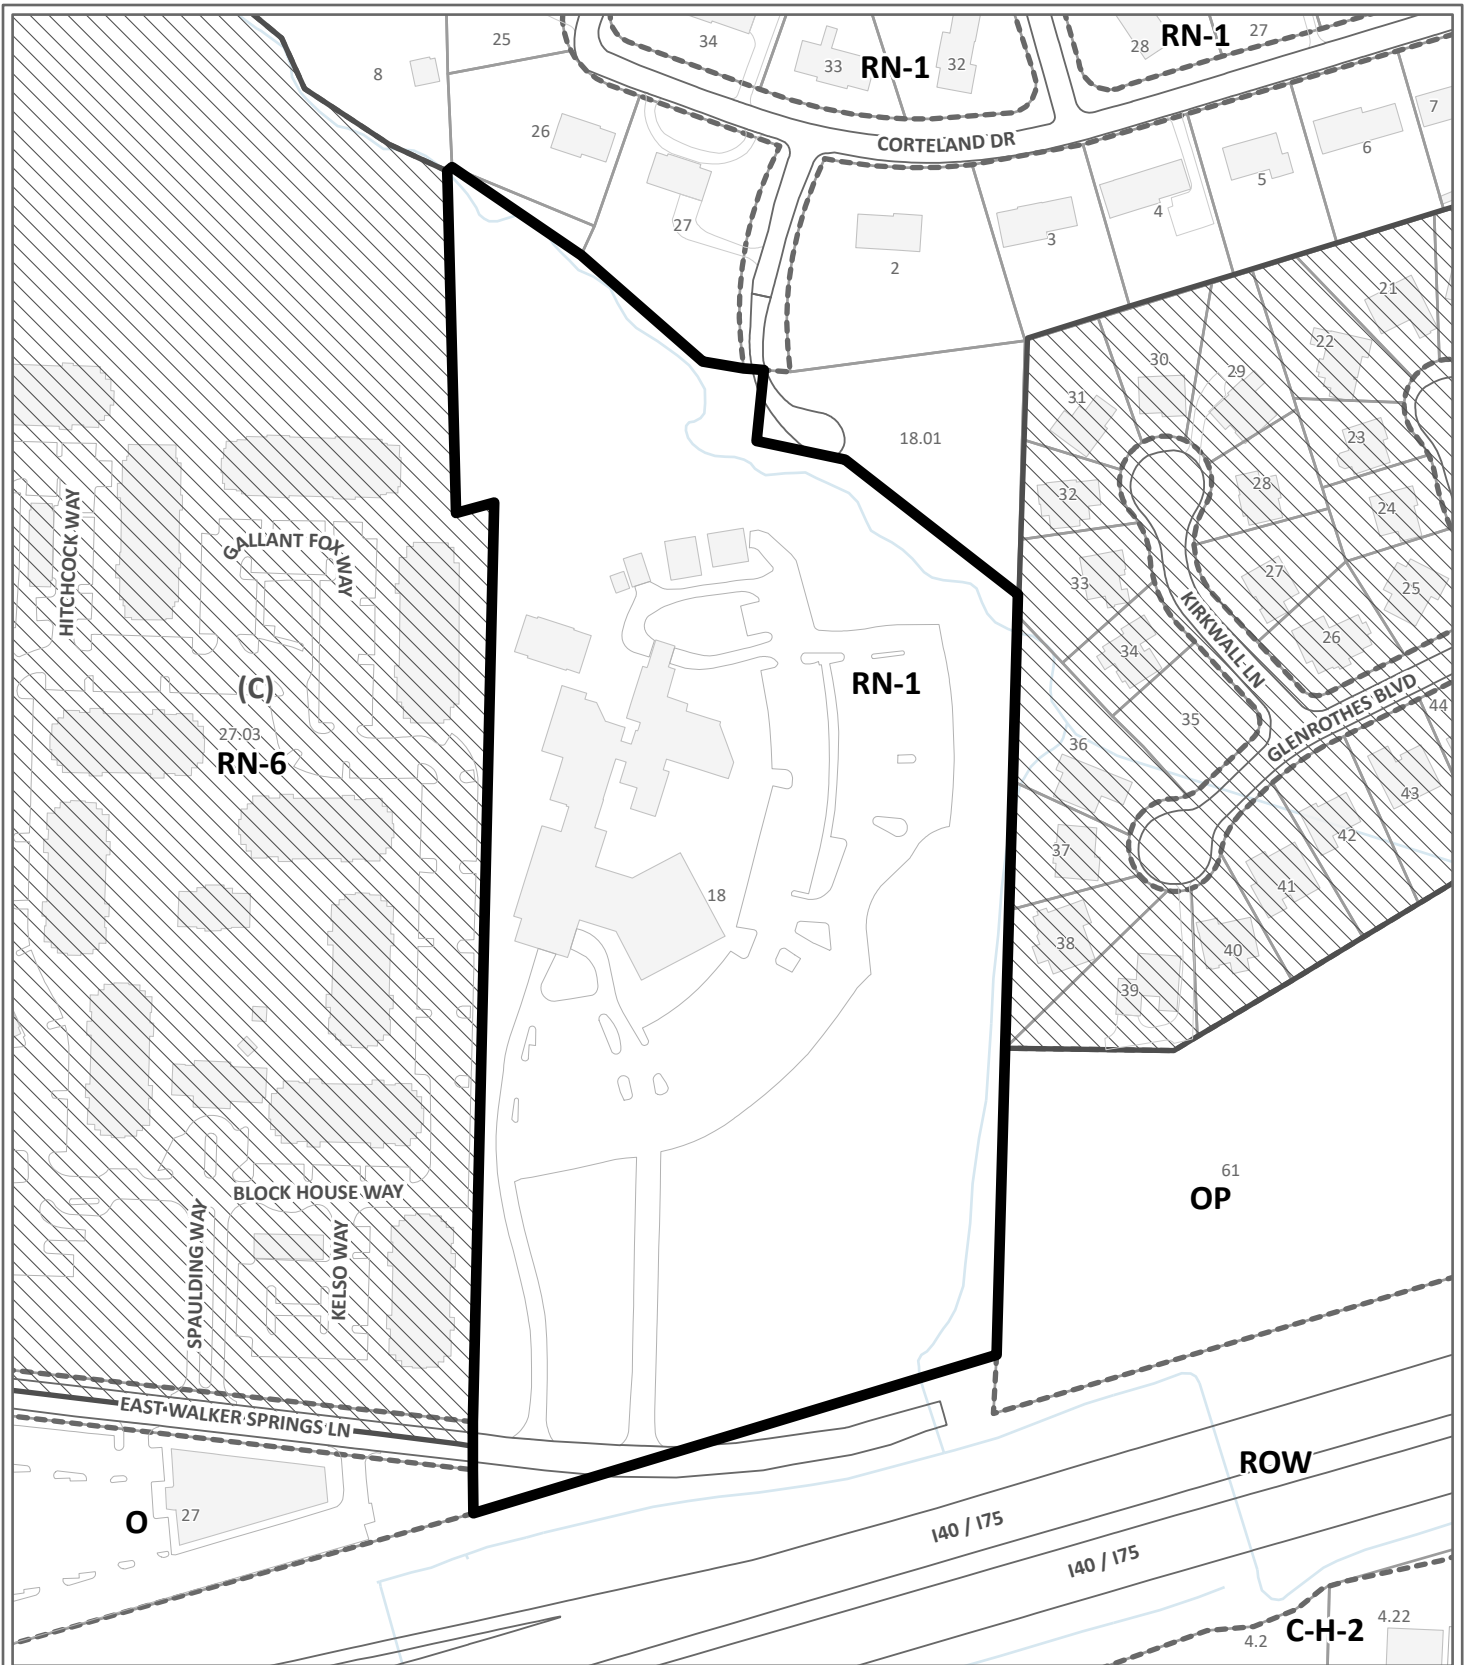 RN-1
27
28
34
25
33
RN-1
32
8
7
26
CORTELAND DR
6
5
4
27
3
2
21
22
30
29
31
18.01
23
28
32
24
HITCHCOCK WAY
GALLANT FOX WAY
27
33
25
KIRKWALL LN
26
34
RN-1
(C)
35
GLENROTHES BLVD
44
27.03
36
RN-6
43
42
37
41
18
38
40
39
61
BLOCK HOUSE WAY
OP
SPAULDING WAY
KELSO WAY
EAST WALKER SPRINGS LN
ROW
27
O
I40 / I75
I40 / I75
4.22
C-H-2
4.2